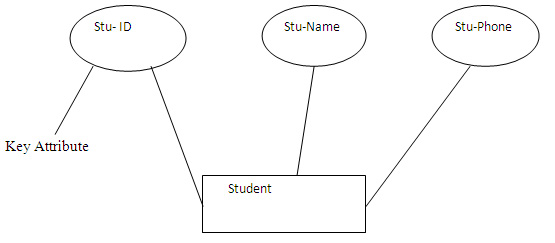 Stu- ID
Stu-Name
Stu-Phone
Key Attribute
Student